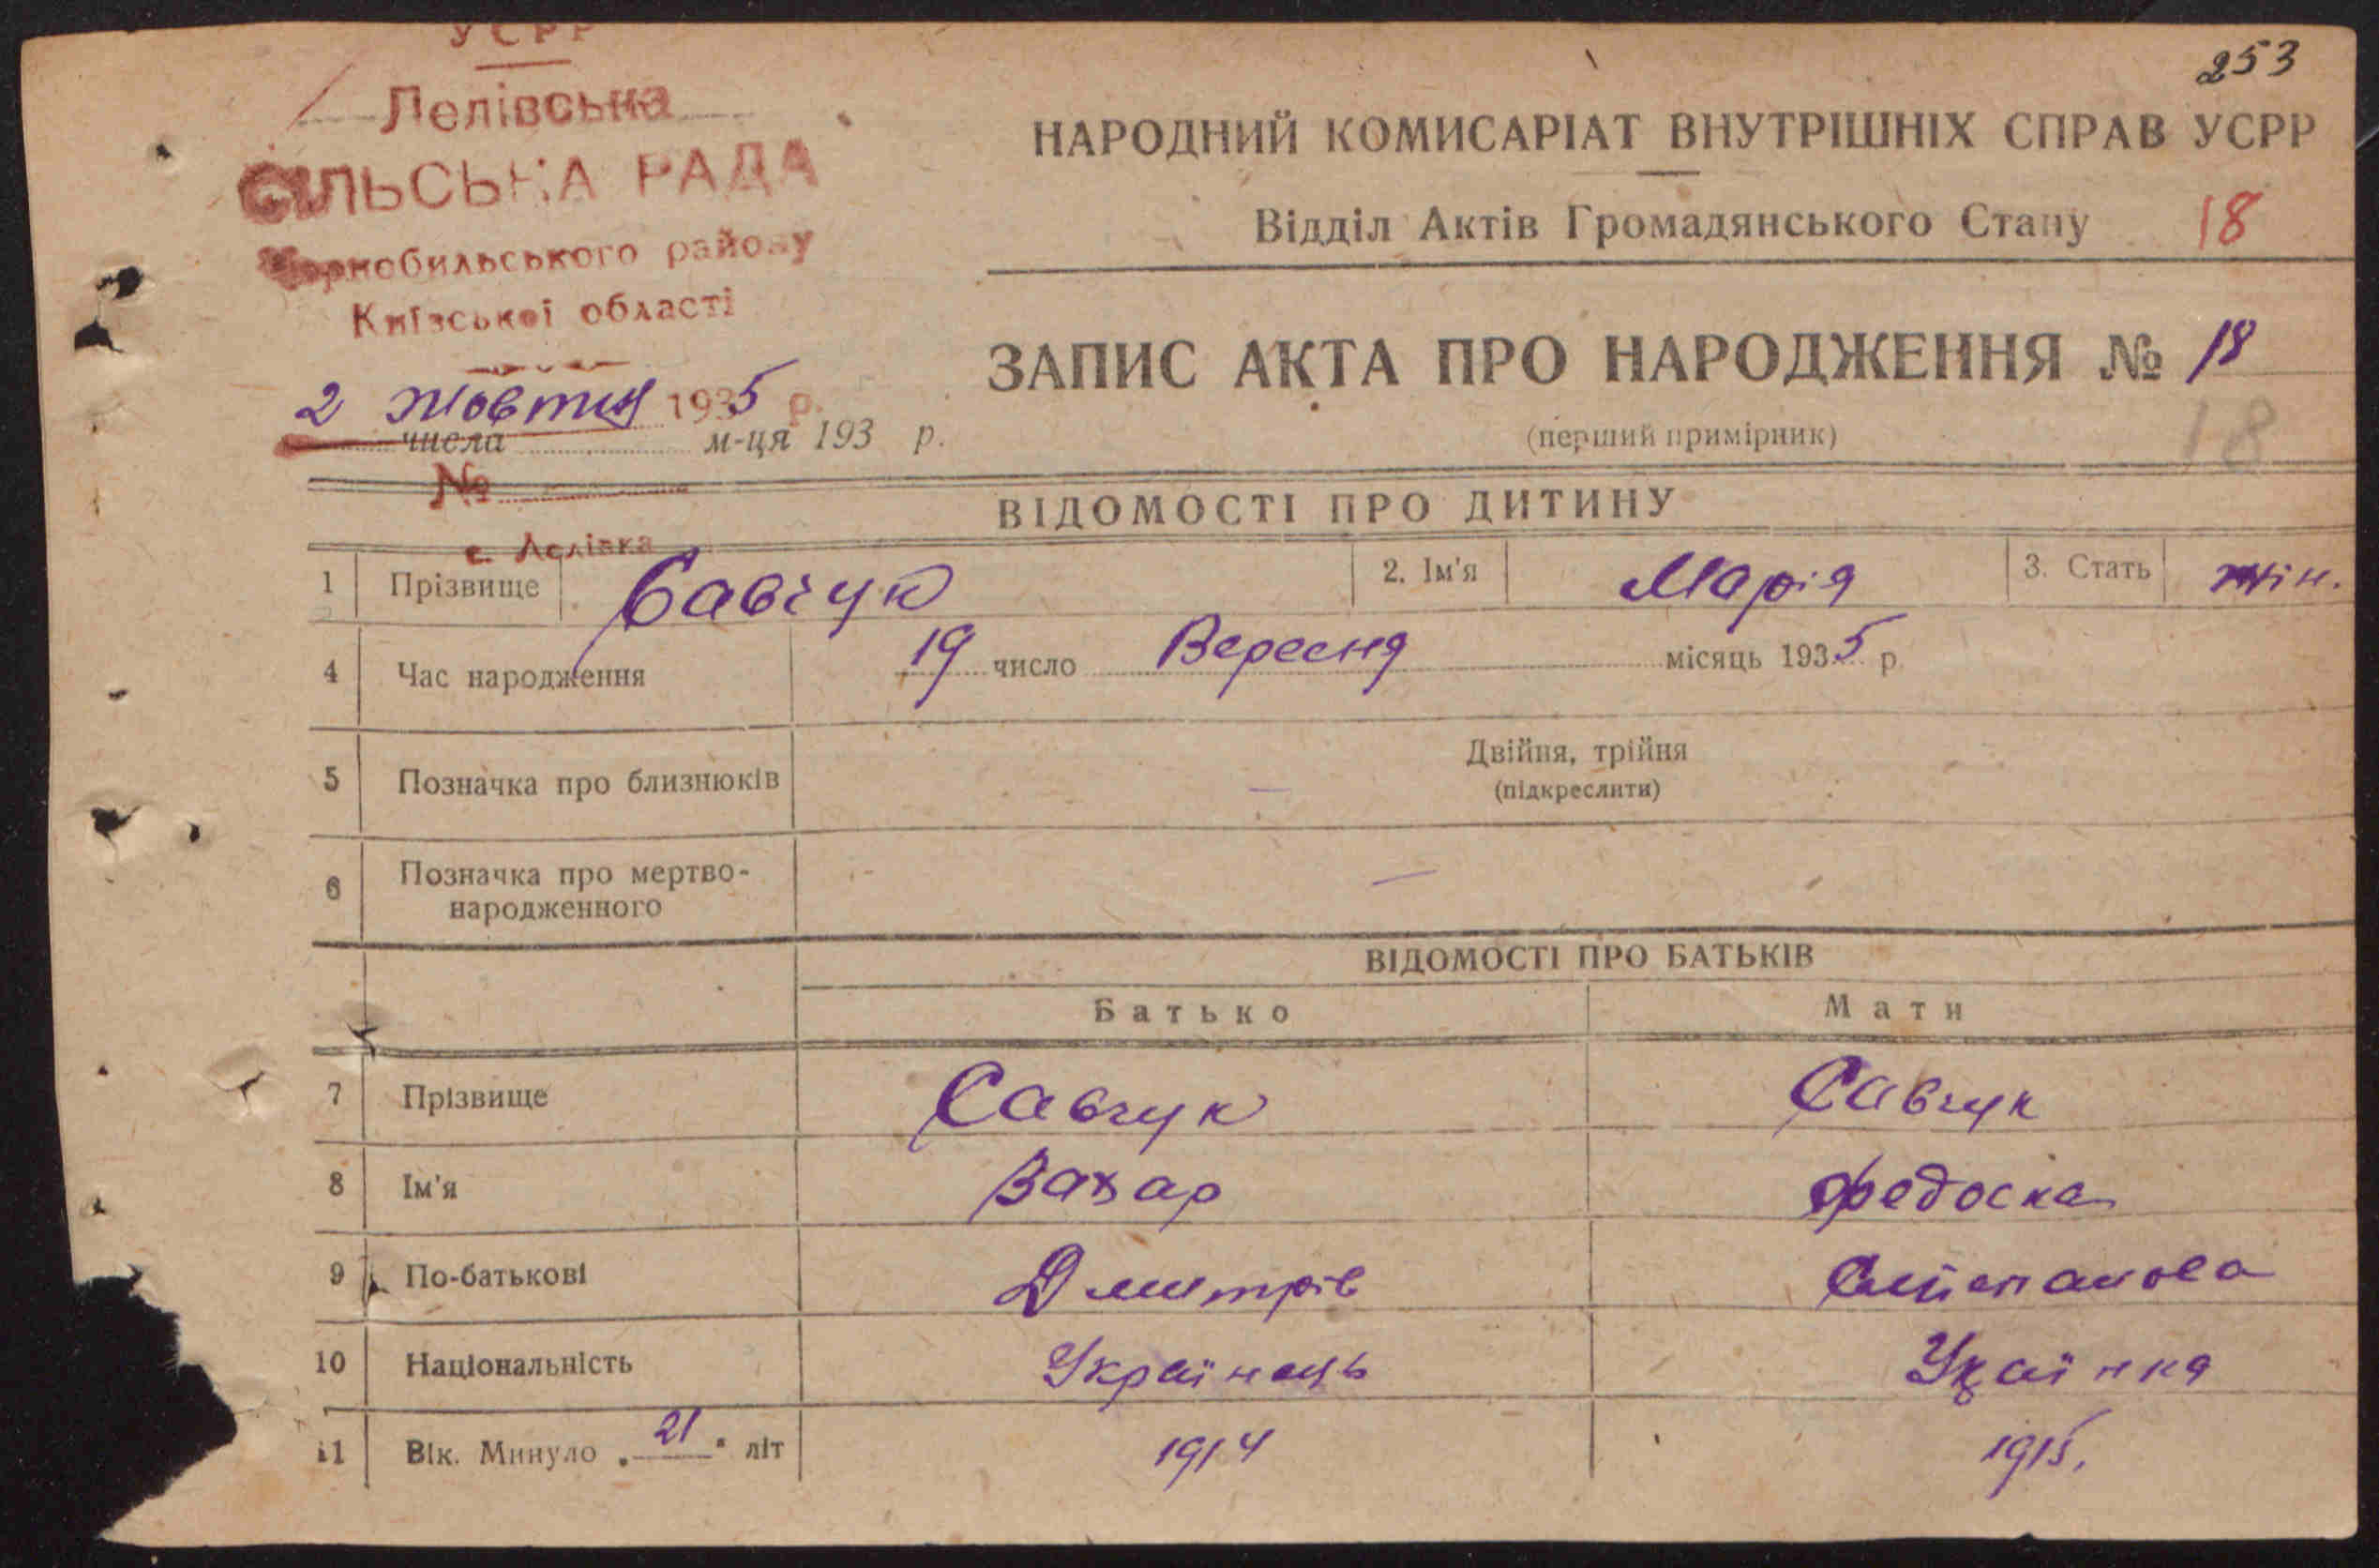 УСРР
253
Лелівська
СІЛЬСЬКА РАДА
Чорнобильського району
Київської області
НАРОДНИЙ КОМИСАРІАТ ВНУТРІШНІХ СПРАВ УСРР
Відділ Актів Громадянського Стану 18
ЗАПИС АКТА ПРО НАРОДЖЕННЯ № 18
(перший примірник) 18
2 Жовтня 1935 р.
числа м-ця 193 р.
№
с. Лелівка
ВІДОМОСТІ ПРО ДИТИНУ
1 Прізвище Савчук 2. Ім'я Марія 3. Стать жін.
4 Час народження 19 число Вересня місяць 1935 р.
5 Позначка про близнюків — Двійня, трійня
(підкреслити)
6 Позначка про мертво-
народженного —
ВІДОМОСТІ ПРО БАТЬКІВ
Батько Мати
7 Прізвище Савчук Савчук
8 Ім'я Захар Федоска
9 По-батькові Дмитрів Степанова
10 Національність Українець Украінка
11 Вік. Минуло „21" літ 1914 1915.